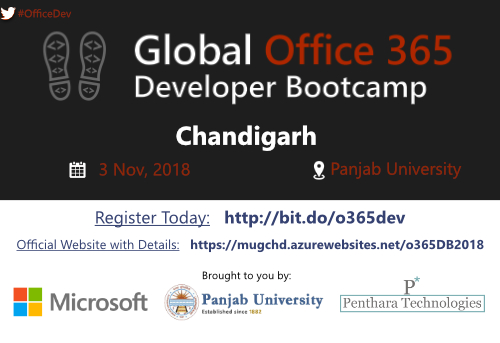 #OfficeDev
Global Office 365
Developer Bootcamp
Chandigarh
3 Nov, 2018
Panjab University
Register Today: http://bit.do/o365dev
Official Website with Details: https://mugchd.azurewebsites.net/o365DB2018
Brought to you by:
Microsoft
Panjab University
Established since 1882
P*
Penthara Technologies